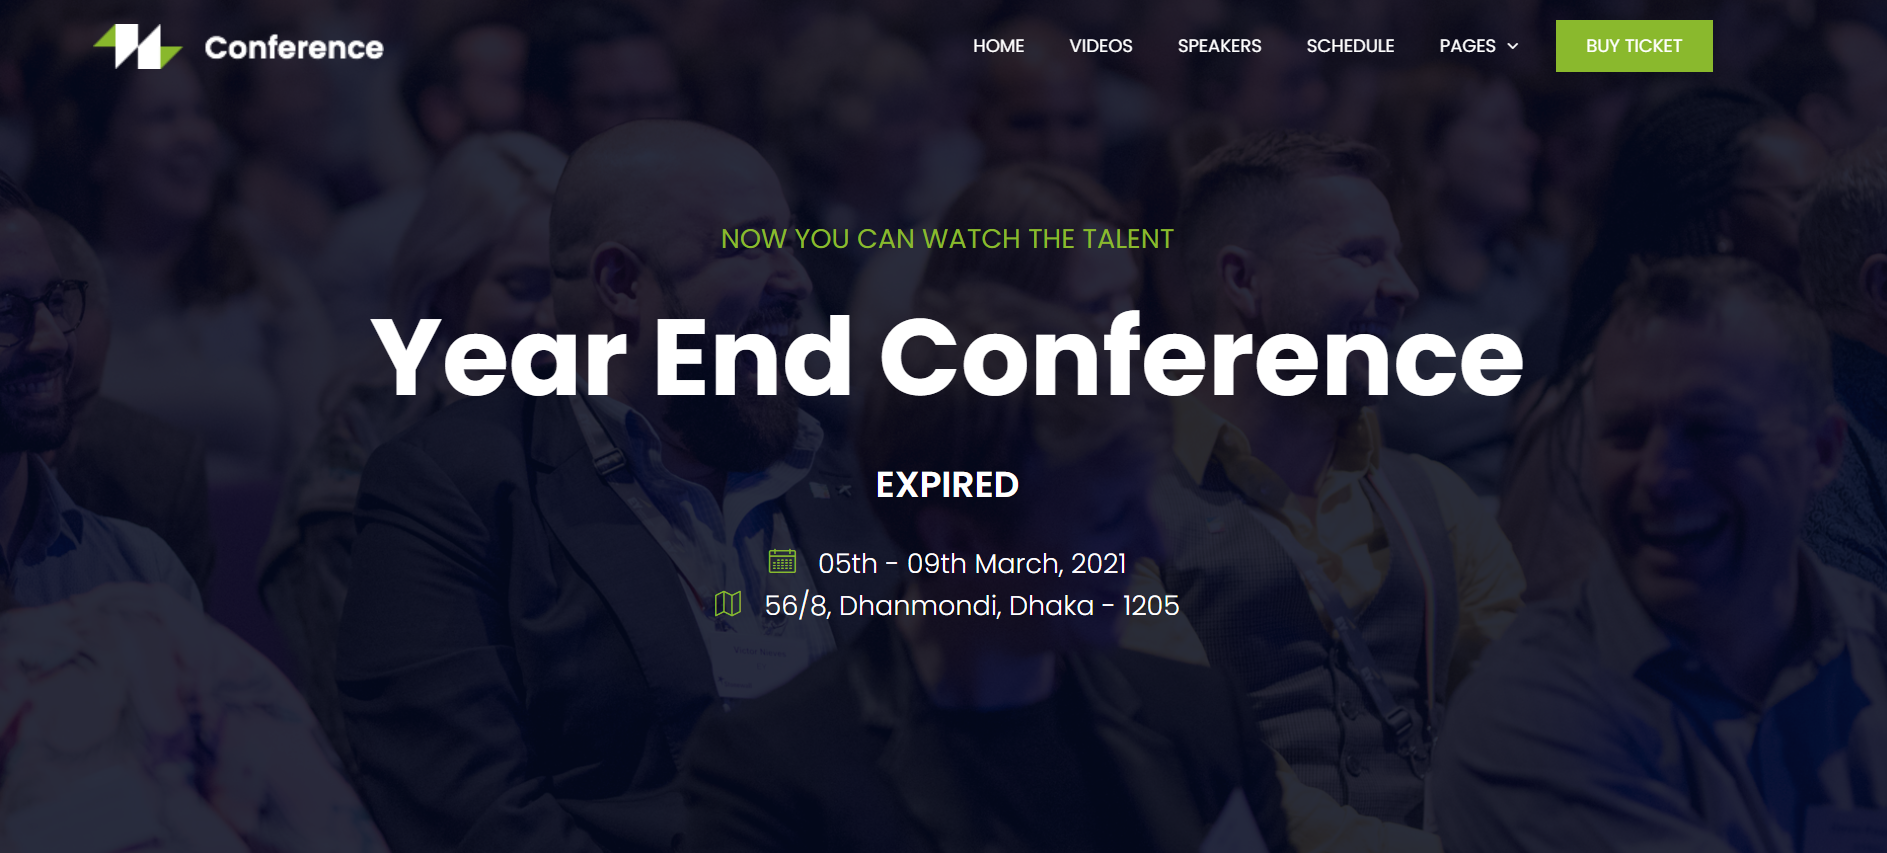 Conference
HOME
VIDEOS
SPEAKERS
SCHEDULE
PAGES
BUY TICKET
NOW YOU CAN WATCH THE TALENT
Year End Conference
EXPIRED
05th - 09th March, 2021
56/8, Dhanmondi, Dhaka - 1205